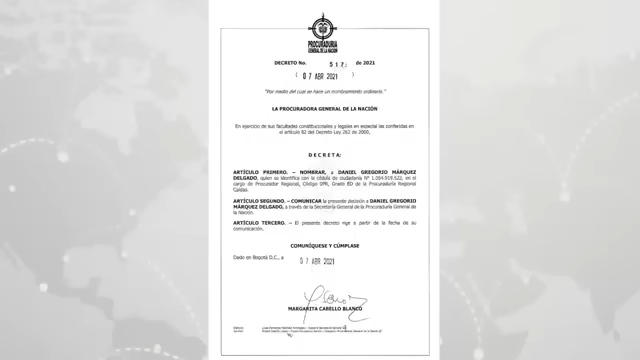 PROCURADURIA
GENERAL DE LA NACION
DECRETO No. 517 de 2021
( 07 ABR 2021 )
"Por medio del cual se hace un nombramiento ordinario."
LA PROCURADORA GENERAL DE LA NACIÓN
En ejercicio de sus facultades constitucionales y legales en especial las conferidas en
el artículo 82 del Decreto Ley 262 de 2000,
D E C R E T A:
ARTÍCULO PRIMERO. – NOMBRAR, a DANIEL GREGORIO MÁRQUEZ
DELGADO, quien se identifica con la cédula de ciudadanía N° 1.084.919.522, en el
cargo de Procurador Regional, Código 0PR, Grado ED de la Procuraduría Regional
Caldas.
ARTÍCULO SEGUNDO. – COMUNICAR la presente decisión a DANIEL GREGORIO
MÁRQUEZ DELGADO, a través de la Secretaría General de la Procuraduría General de
la Nación.
ARTÍCULO TERCERO. – El presente decreto rige a partir de la fecha de su
comunicación.
COMUNÍQUESE Y CÚMPLASE
Dado en Bogotá D.C., a 07 ABR 2021
MARGARITA CABELLO BLANCO